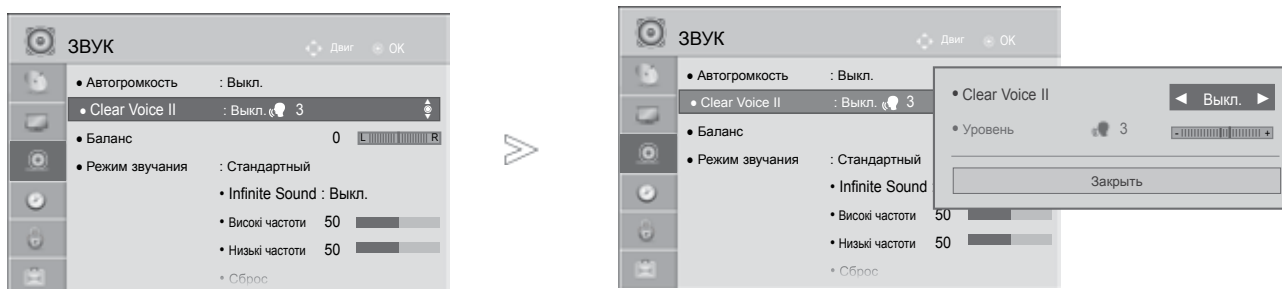 ЗВУК
Двиг OK
• Автогромкость : Выкл.
• Clear Voice II : Выкл. 3
• Баланс 0 L R
• Режим звучания : Стандартный
• Infinite Sound : Выкл.
• Високі частоти 50
• Низькі частоти 50
• Сброс
ЗВУК
Двиг OK
• Автогромкость : Выкл.
• Clear Voice II : Выкл. 3
• Баланс
• Режим звучания : Стандартный
• Infinite Sound :
• Високі частоти 50
• Низькі частоти 50
• Сброс
• Clear Voice II ◄ Выкл. ►
• Уровень 3 - +
Закрыть